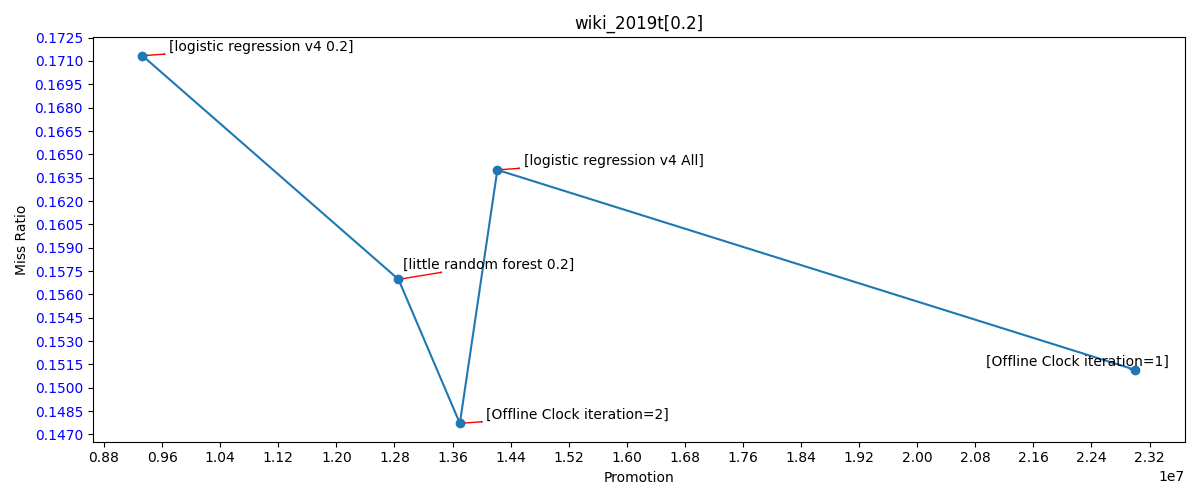 wiki_2019t[0.2]
0.1725
0.1710
0.1695
0.1680
0.1665
0.1650
0.1635
0.1620
0.1605
0.1590
0.1575
0.1560
0.1545
0.1530
0.1515
0.1500
0.1485
0.1470
Miss Ratio
[logistic regression v4 0.2]
[logistic regression v4 All]
[little random forest 0.2]
[Offline Clock iteration=1]
[Offline Clock iteration=2]
0.88 0.96 1.04 1.12 1.20 1.28 1.36 1.44 1.52 1.60 1.68 1.76 1.84 1.92 2.00 2.08 2.16 2.24 2.32
Promotion
1e7